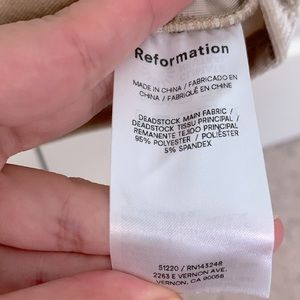 Reformation
MADE IN CHINA / FABRICADO EN
CHINA / FABRIQUÉ EN CHINE
DEADSTOCK MAIN FABRIC /
DEADSTOCK TISSU PRINCIPAL /
REMANENTE TEJIDO PRINCIPAL
95% POLYESTER / POLIÉSTER
5% SPANDEX
51220 / RN143248
2263 E VERNON AVE.
VERNON, CA 90058